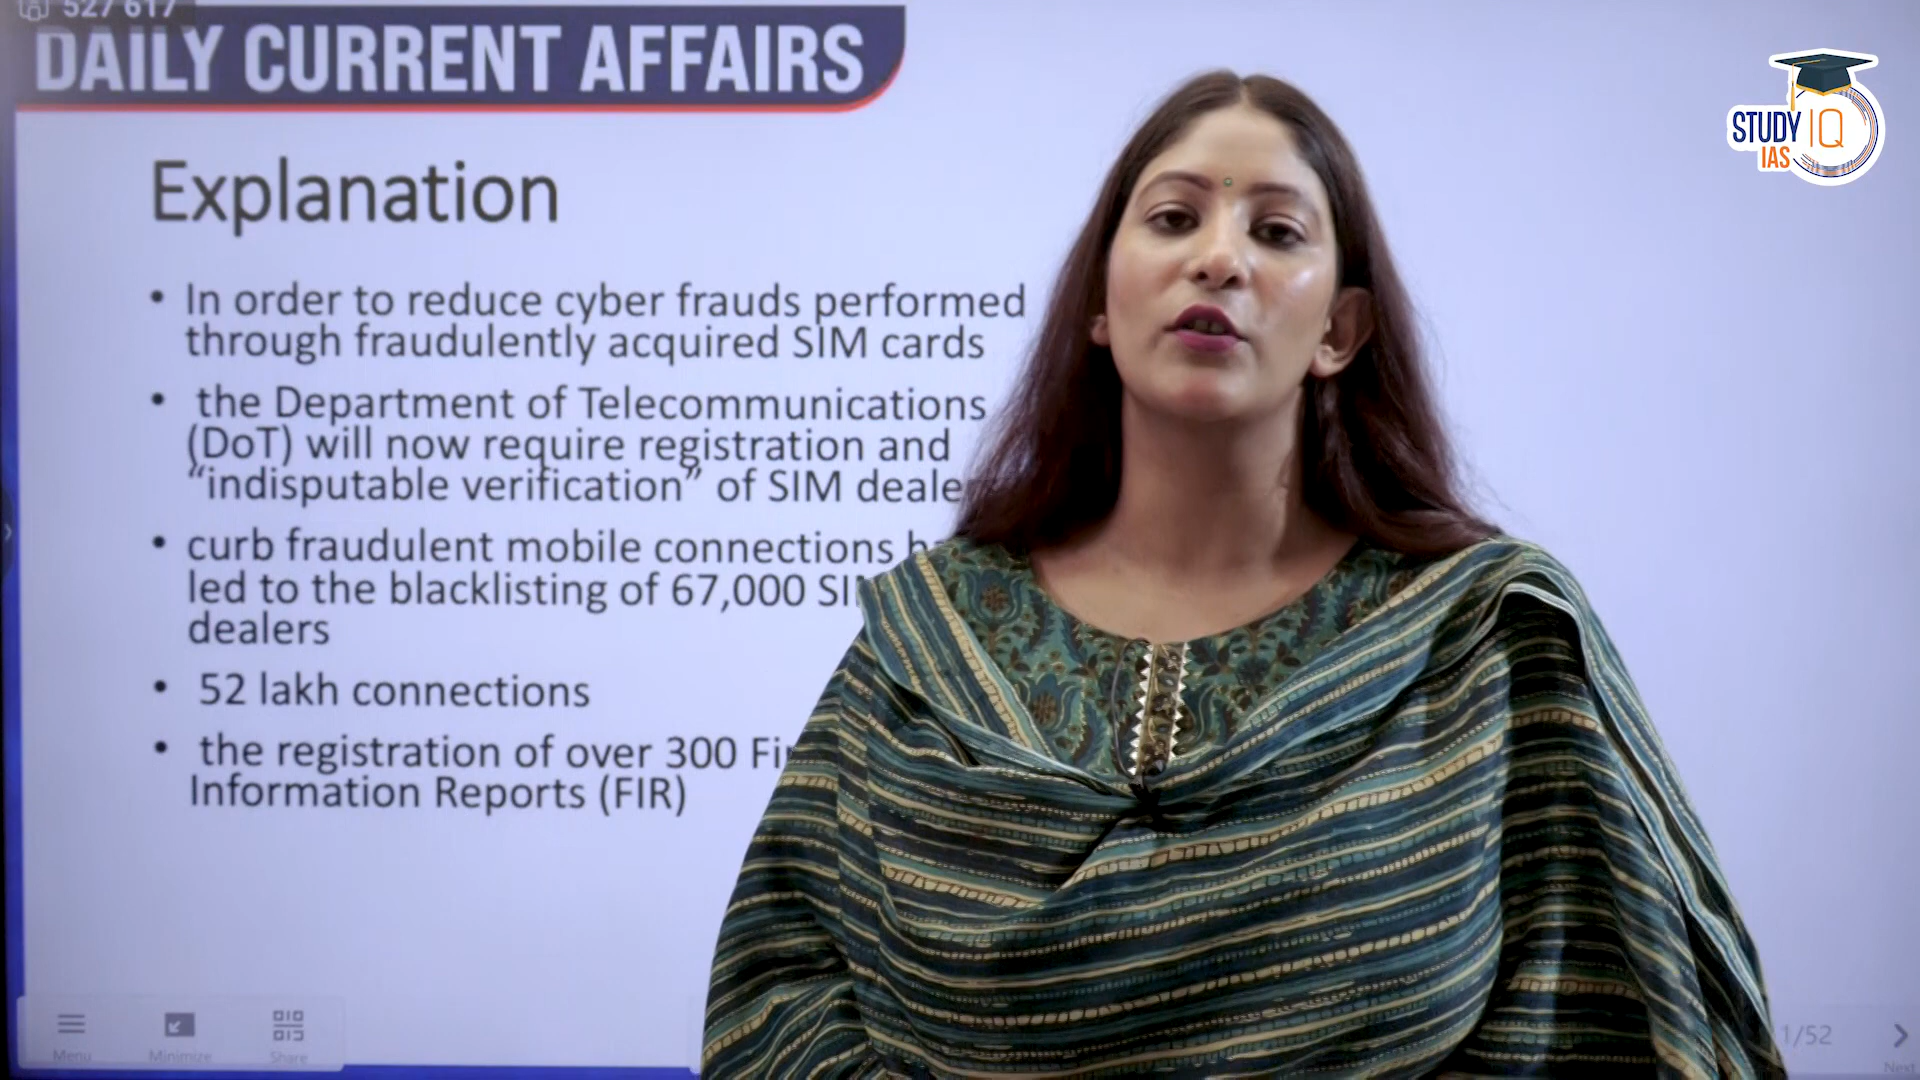 527617
DAILY CURRENT AFFAIRS
STUDY IQ
IAS
Explanation
• In order to reduce cyber frauds performed
through fraudulently acquired SIM cards
• the Department of Telecommunications
(DoT) will now require registration and
“indisputable verification” of SIM
• curb fraudulent mobile connections
led to the blacklisting of 67,000
dealers
• 52 lakh connections
• the registration of over 300
Information Reports (FIR)
Menu
Minimize
Share
1/52
Next